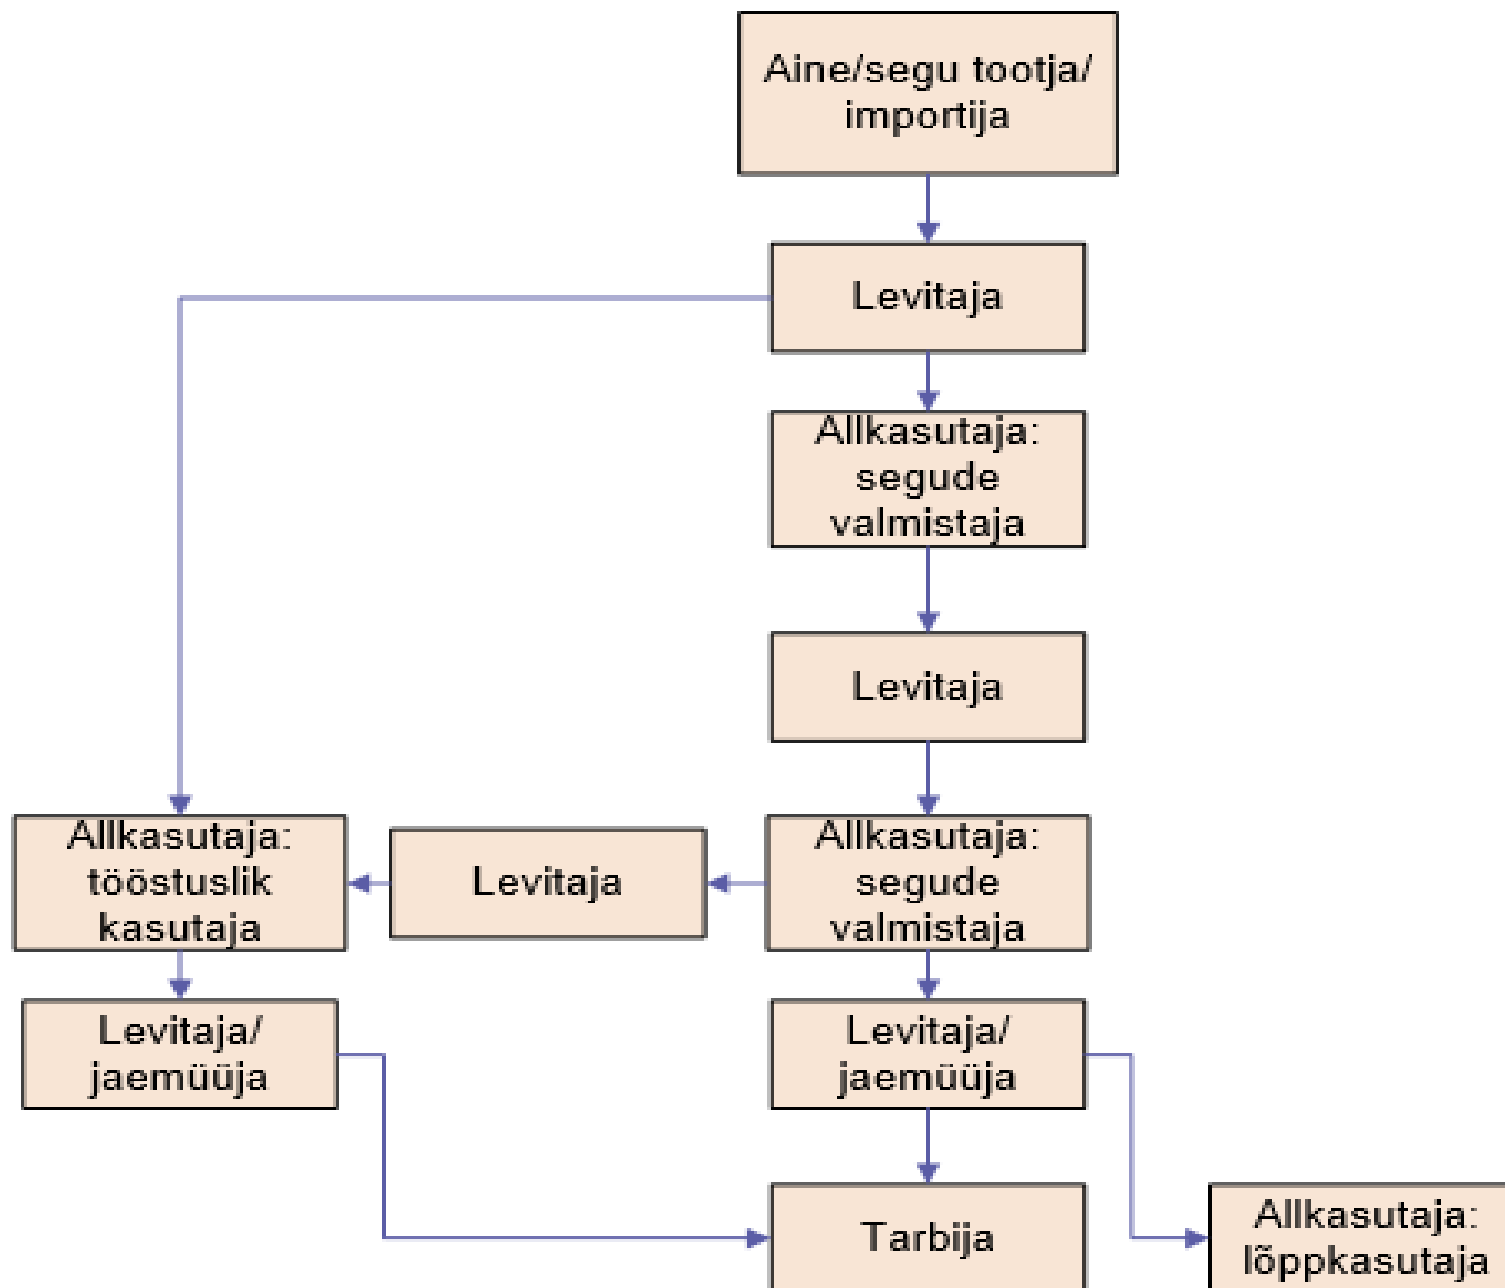 Aine/segu tootja/
importija
Levitaja
Allkasutaja:
segude
valmistaja
Levitaja
Allkasutaja:
tööstuslik
kasutaja
Levitaja
Allkasutaja:
segude
valmistaja
Levitaja/
jaemüüja
Levitaja/
jaemüüja
Tarbija
Allkasutaja:
lõppkasutaja